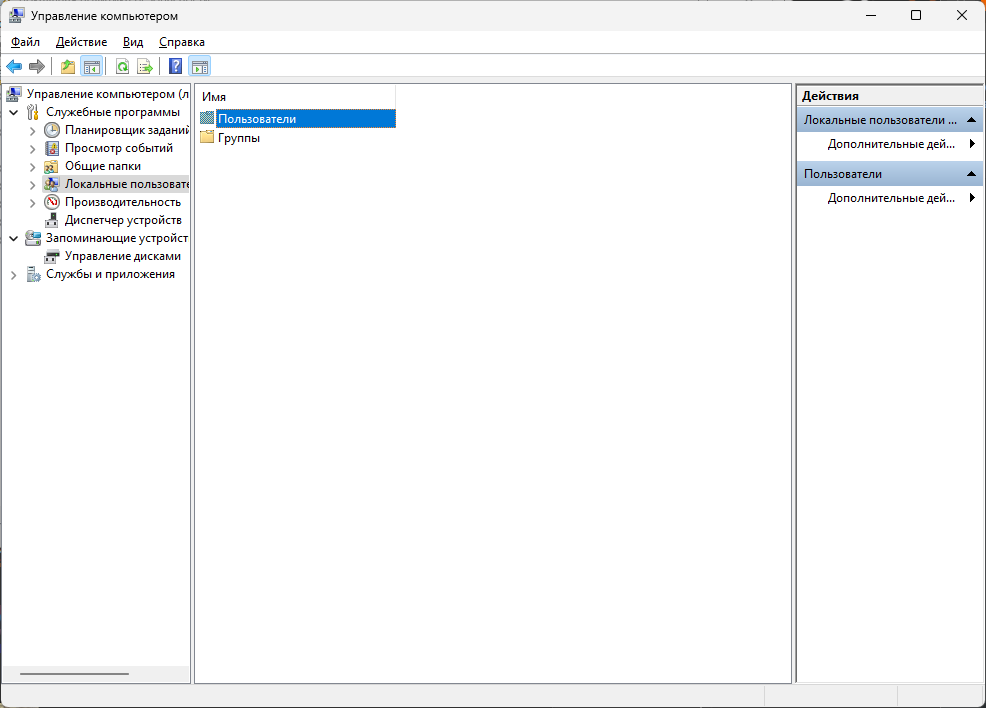 Управление компьютером
Файл Действие Вид Справка
Управление компьютером (л
Служебные программы
Планировщик заданий
Просмотр событий
Общие папки
Локальные пользовате
Производительность
Диспетчер устройств
Запоминающие устройст
Управление дисками
Службы и приложения
Имя
Пользователи
Группы
Действия
Локальные пользователи ...
Дополнительные дей...
Пользователи
Дополнительные дей...